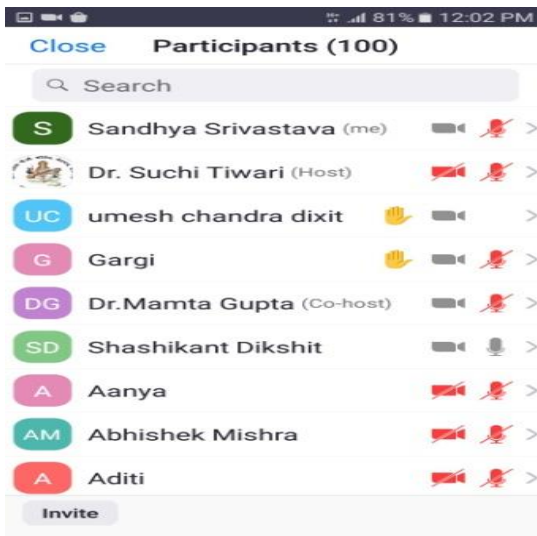 81% 12:02 PM
Close Participants (100)
Search
S Sandhya Srivastava (me)
Dr. Suchi Tiwari (Host)
UC umesh chandra dixit
G Gargi
DG Dr.Mamta Gupta (Co-host)
SD Shashikant Dikshit
A Aanya
AM Abhishek Mishra
A Aditi
Invite